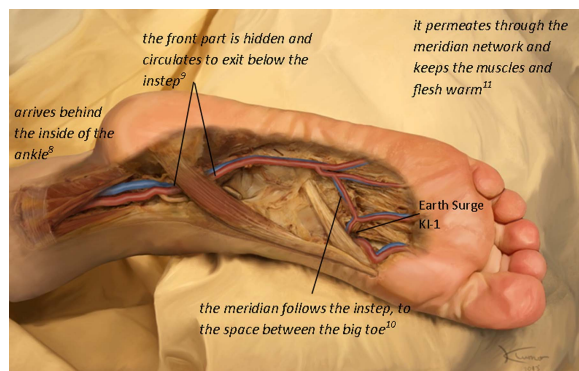 the front part is hidden and
circulates to exit below the
instep9
it permeates through the
meridian network and
keeps the muscles and
flesh warm11
arrives behind
the inside of the
ankle8
Earth Surge
KI-1
the meridian follows the instep, to
the space between the big toe10